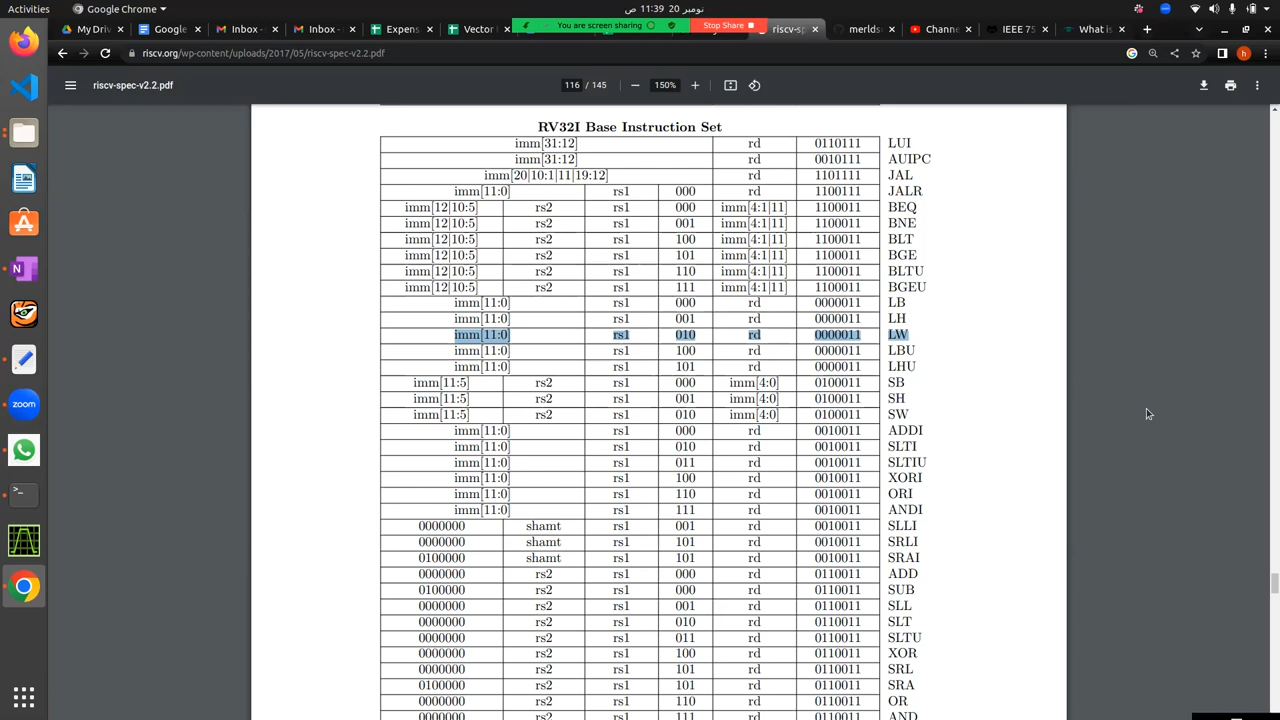 Activities
Google Chrome
نومبر 20 11:39 ص
You are screen sharing
Stop Share
My Driv
Google
Inbox -
Inbox -
Expens
Vector
riscv-sp
merlds
Channe
IEEE 75
What is
riscv.org/wp-content/uploads/2017/05/riscv-spec-v2.2.pdf
riscv-spec-v2.2.pdf
116 / 145
150%
RV32I Base Instruction Set
imm[31:12] rd 0110111 LUI
imm[31:12] rd 0010111 AUIPC
imm[20|10:1|11|19:12] rd 1101111 JAL
imm[11:0] rs1 000 rd 1100111 JALR
imm[12|10:5] rs2 rs1 000 imm[4:1|11] 1100011 BEQ
imm[12|10:5] rs2 rs1 001 imm[4:1|11] 1100011 BNE
imm[12|10:5] rs2 rs1 100 imm[4:1|11] 1100011 BLT
imm[12|10:5] rs2 rs1 101 imm[4:1|11] 1100011 BGE
imm[12|10:5] rs2 rs1 110 imm[4:1|11] 1100011 BLTU
imm[12|10:5] rs2 rs1 111 imm[4:1|11] 1100011 BGEU
imm[11:0] rs1 000 rd 0000011 LB
imm[11:0] rs1 001 rd 0000011 LH
imm[11:0] rs1 010 rd 0000011 LW
imm[11:0] rs1 100 rd 0000011 LBU
imm[11:0] rs1 101 rd 0000011 LHU
imm[11:5] rs2 rs1 000 imm[4:0] 0100011 SB
imm[11:5] rs2 rs1 001 imm[4:0] 0100011 SH
imm[11:5] rs2 rs1 010 imm[4:0] 0100011 SW
imm[11:0] rs1 000 rd 0010011 ADDI
imm[11:0] rs1 010 rd 0010011 SLTI
imm[11:0] rs1 011 rd 0010011 SLTIU
imm[11:0] rs1 100 rd 0010011 XORI
imm[11:0] rs1 110 rd 0010011 ORI
imm[11:0] rs1 111 rd 0010011 ANDI
0000000 shamt rs1 001 rd 0010011 SLLI
0000000 shamt rs1 101 rd 0010011 SRLI
0100000 shamt rs1 101 rd 0010011 SRAI
0000000 rs2 rs1 000 rd 0110011 ADD
0100000 rs2 rs1 000 rd 0110011 SUB
0000000 rs2 rs1 001 rd 0110011 SLL
0000000 rs2 rs1 010 rd 0110011 SLT
0000000 rs2 rs1 011 rd 0110011 SLTU
0000000 rs2 rs1 100 rd 0110011 XOR
0000000 rs2 rs1 101 rd 0110011 SRL
0100000 rs2 rs1 101 rd 0110011 SRA
0000000 rs2 rs1 110 rd 0110011 OR
0000000 rs2 rs1 111 rd 0110011 AND
zoom
h